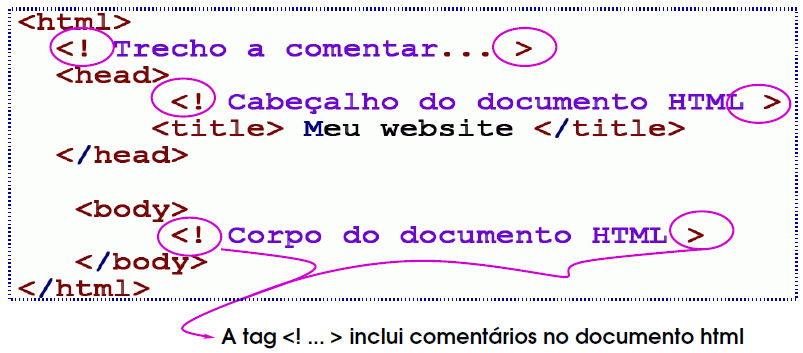 <html>
<! Trecho a comentar... >
<head>
<! Cabeçalho do documento HTML >
<title> Meu website </title>
</head>
<body>
<! Corpo do documento HTML >
</body>
</html>
A tag <! ... > inclui comentários no documento html